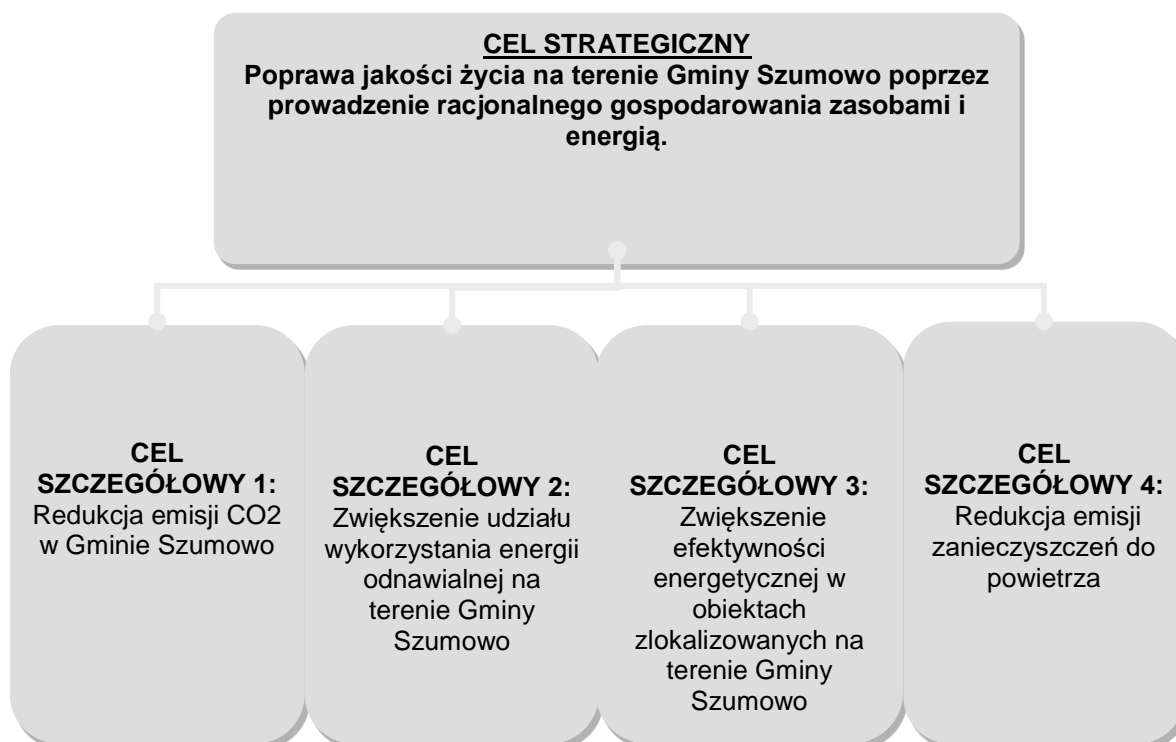 CEL STRATEGICZNY
Poprawa jakości życia na terenie Gminy Szumowo poprzez
prowadzenie racjonalnego gospodarowania zasobami i
energią.
CEL
SZCZEGÓŁOWY 1:
Redukcja emisji CO2
w Gminie Szumowo
CEL
SZCZEGÓŁOWY 2:
Zwiększenie udziału
wykorzystania energii
odnawialnej na
terenie Gminy
Szumowo
CEL
SZCZEGÓŁOWY 3:
Zwiększenie
efektywności
energetycznej w
obiektach
zlokalizowanych na
terenie Gminy
Szumowo
CEL
SZCZEGÓŁOWY 4:
Redukcja emisji
zanieczyszczeń do
powietrza